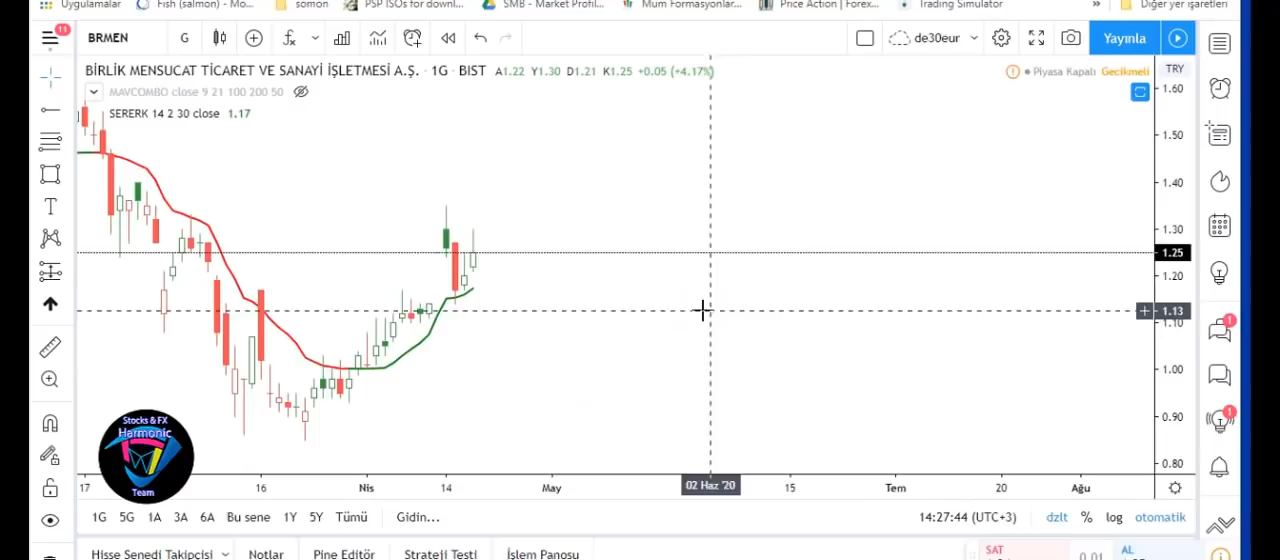 Uygulamalar Fish (salmon) - Mo... somon PSP ISOs for downl... SMB - Market Profil... Mum Formasyonlar... Price Action | Forex... Trading Simulator » Diğer yer işaretleri
11
BRMEN G de30eur Yayınla
BİRLİK MENSUCAT TİCARET VE SANAYİ İŞLETMESİ A.Ş. · 1G · BIST A1.22 Y1.30 D1.21 K1.25 +0.05 (+4.17%) Piyasa Kapalı Gecikmeli TRY
MAVCOMBO close 9 21 100 200 50
SERERK 14 2 30 close 1.17
1.60
1.50
1.40
1.30
1.25
1.20
1.13
1.10
1.00
0.90
0.80
1
1
Stocks & FX
Harmonic
Team
17 16 Nis 14 May 02 Haz '20 15 Tem 20 Ağu
1G 5G 1A 3A 6A Bu sene 1Y 5Y Tümü Gidin... 14:27:44 (UTC+3) dzlt % log otomatik
Hisse Senedi Takipçisi Notlar Pine Editör Strateji Testi İşlem Panosu SAT 0.01 AL